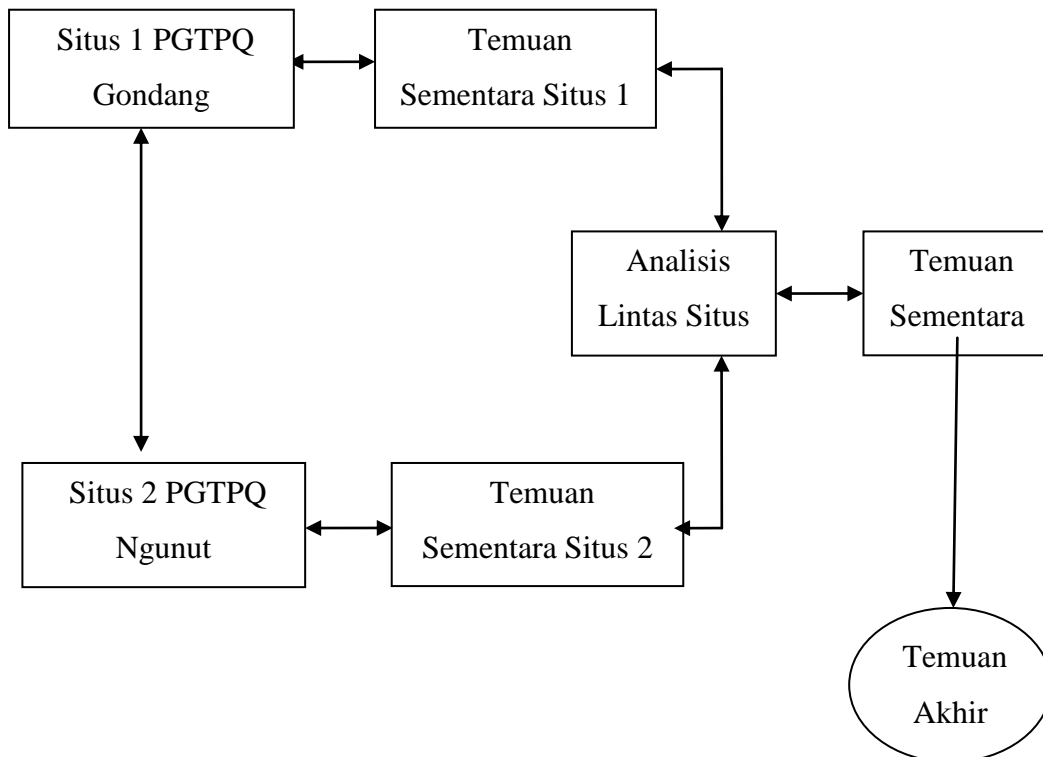 Situs 1 PGTPQ
Gondang
Temuan
Sementara Situs 1
Analisis
Lintas Situs
Temuan
Sementara
Situs 2 PGTPQ
Ngunut
Temuan
Sementara Situs 2
Temuan
Akhir